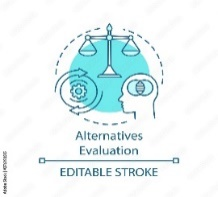 Alternatives
Evaluation
EDITABLE STROKE